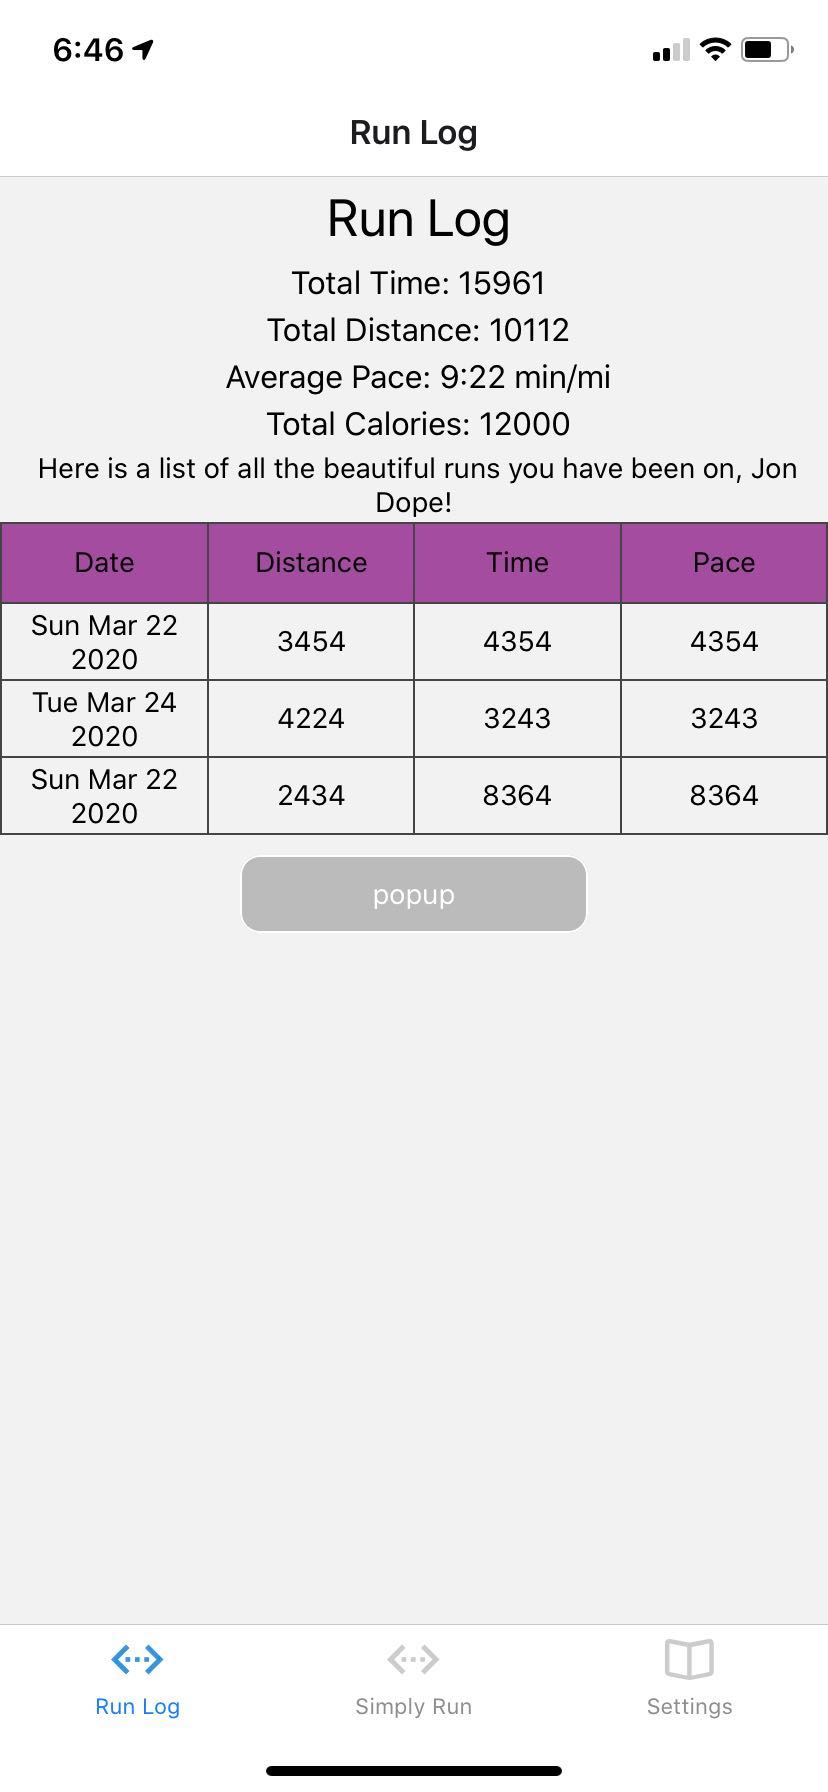 6:46
Run Log
Run Log
Total Time: 15961
Total Distance: 10112
Average Pace: 9:22 min/mi
Total Calories: 12000
Here is a list of all the beautiful runs you have been on, Jon
Dope!
Date Distance Time Pace
Sun Mar 22
2020
3454 4354 4354
Tue Mar 24
2020
4224 3243 3243
Sun Mar 22
2020
2434 8364 8364
popup
Run Log Simply Run Settings